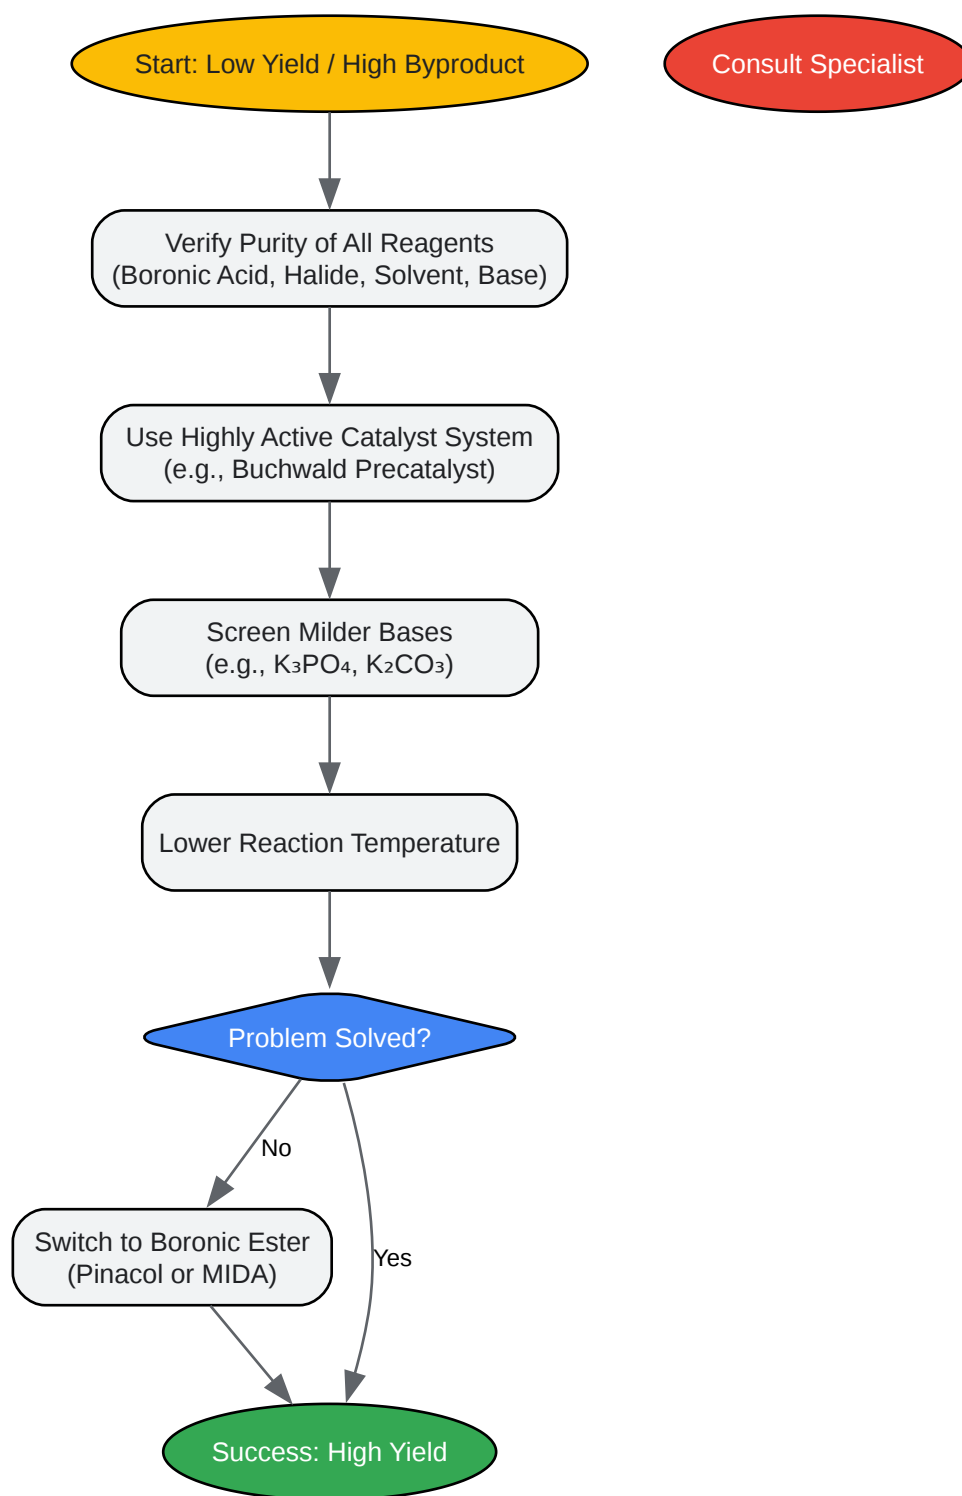 Start: Low Yield / High Byproduct
Consult Specialist
Verify Purity of All Reagents
(Boronic Acid, Halide, Solvent, Base)
Use Highly Active Catalyst System
(e.g., Buchwald Precatalyst)
Screen Milder Bases
(e.g., K₃PO₄, K₂CO₃)
Lower Reaction Temperature
Problem Solved?
No
Switch to Boronic Ester
(Pinacol or MIDA)
Yes
Success: High Yield